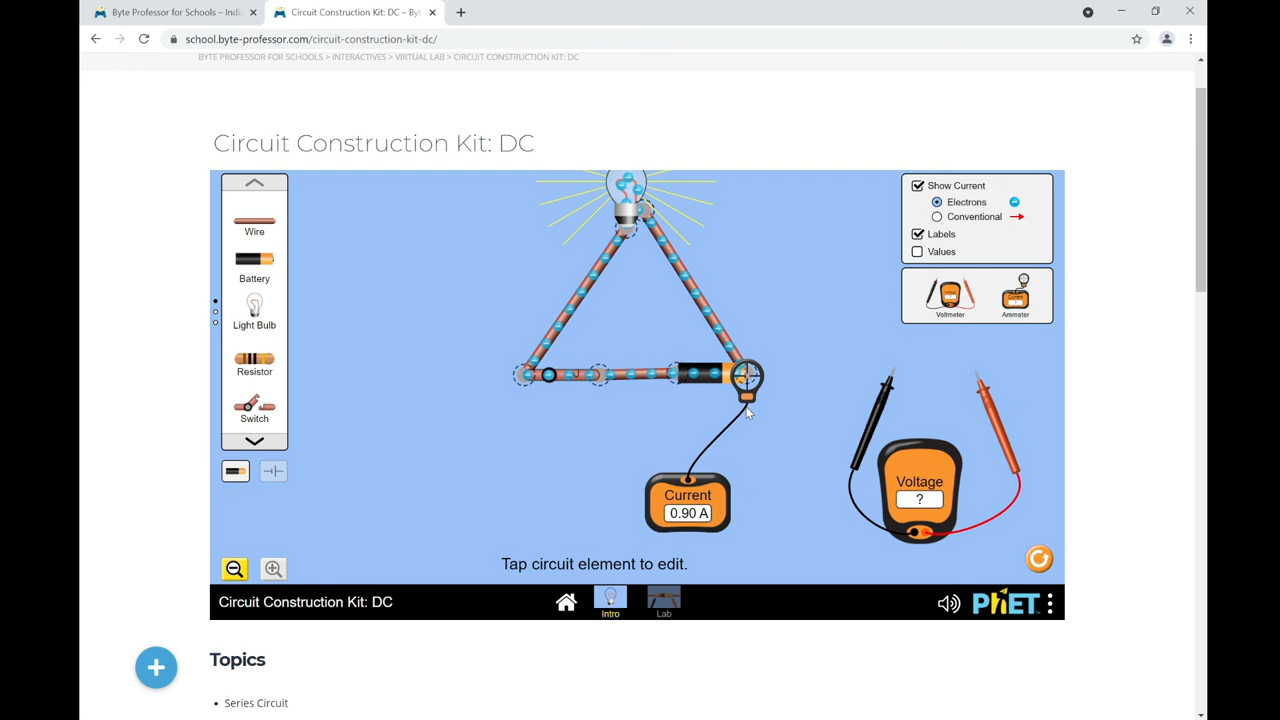 Byte Professor for Schools – Indi
Circuit Construction Kit: DC – By
school.byte-professor.com/circuit-construction-kit-dc/
BYTE PROFESSOR FOR SCHOOLS > INTERACTIVES > VIRTUAL LAB > CIRCUIT CONSTRUCTION KIT: DC
Circuit Construction Kit: DC
Wire
Battery
Light Bulb
Resistor
Switch
Show Current
Electrons
Conventional
Labels
Values
Voltmeter
Ammeter
Current
0.90 A
Voltage
?
Tap circuit element to edit.
Circuit Construction Kit: DC
Intro
Lab
PhET
Topics
• Series Circuit